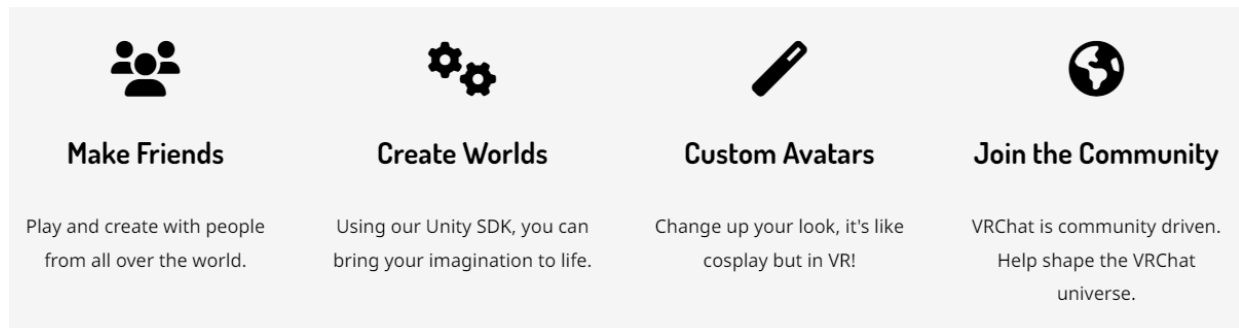 Make Friends
Play and create with people
from all over the world.
Create Worlds
Using our Unity SDK, you can
bring your imagination to life.
Custom Avatars
Change up your look, it's like
cosplay but in VR!
Join the Community
VRChat is community driven.
Help shape the VRChat
universe.